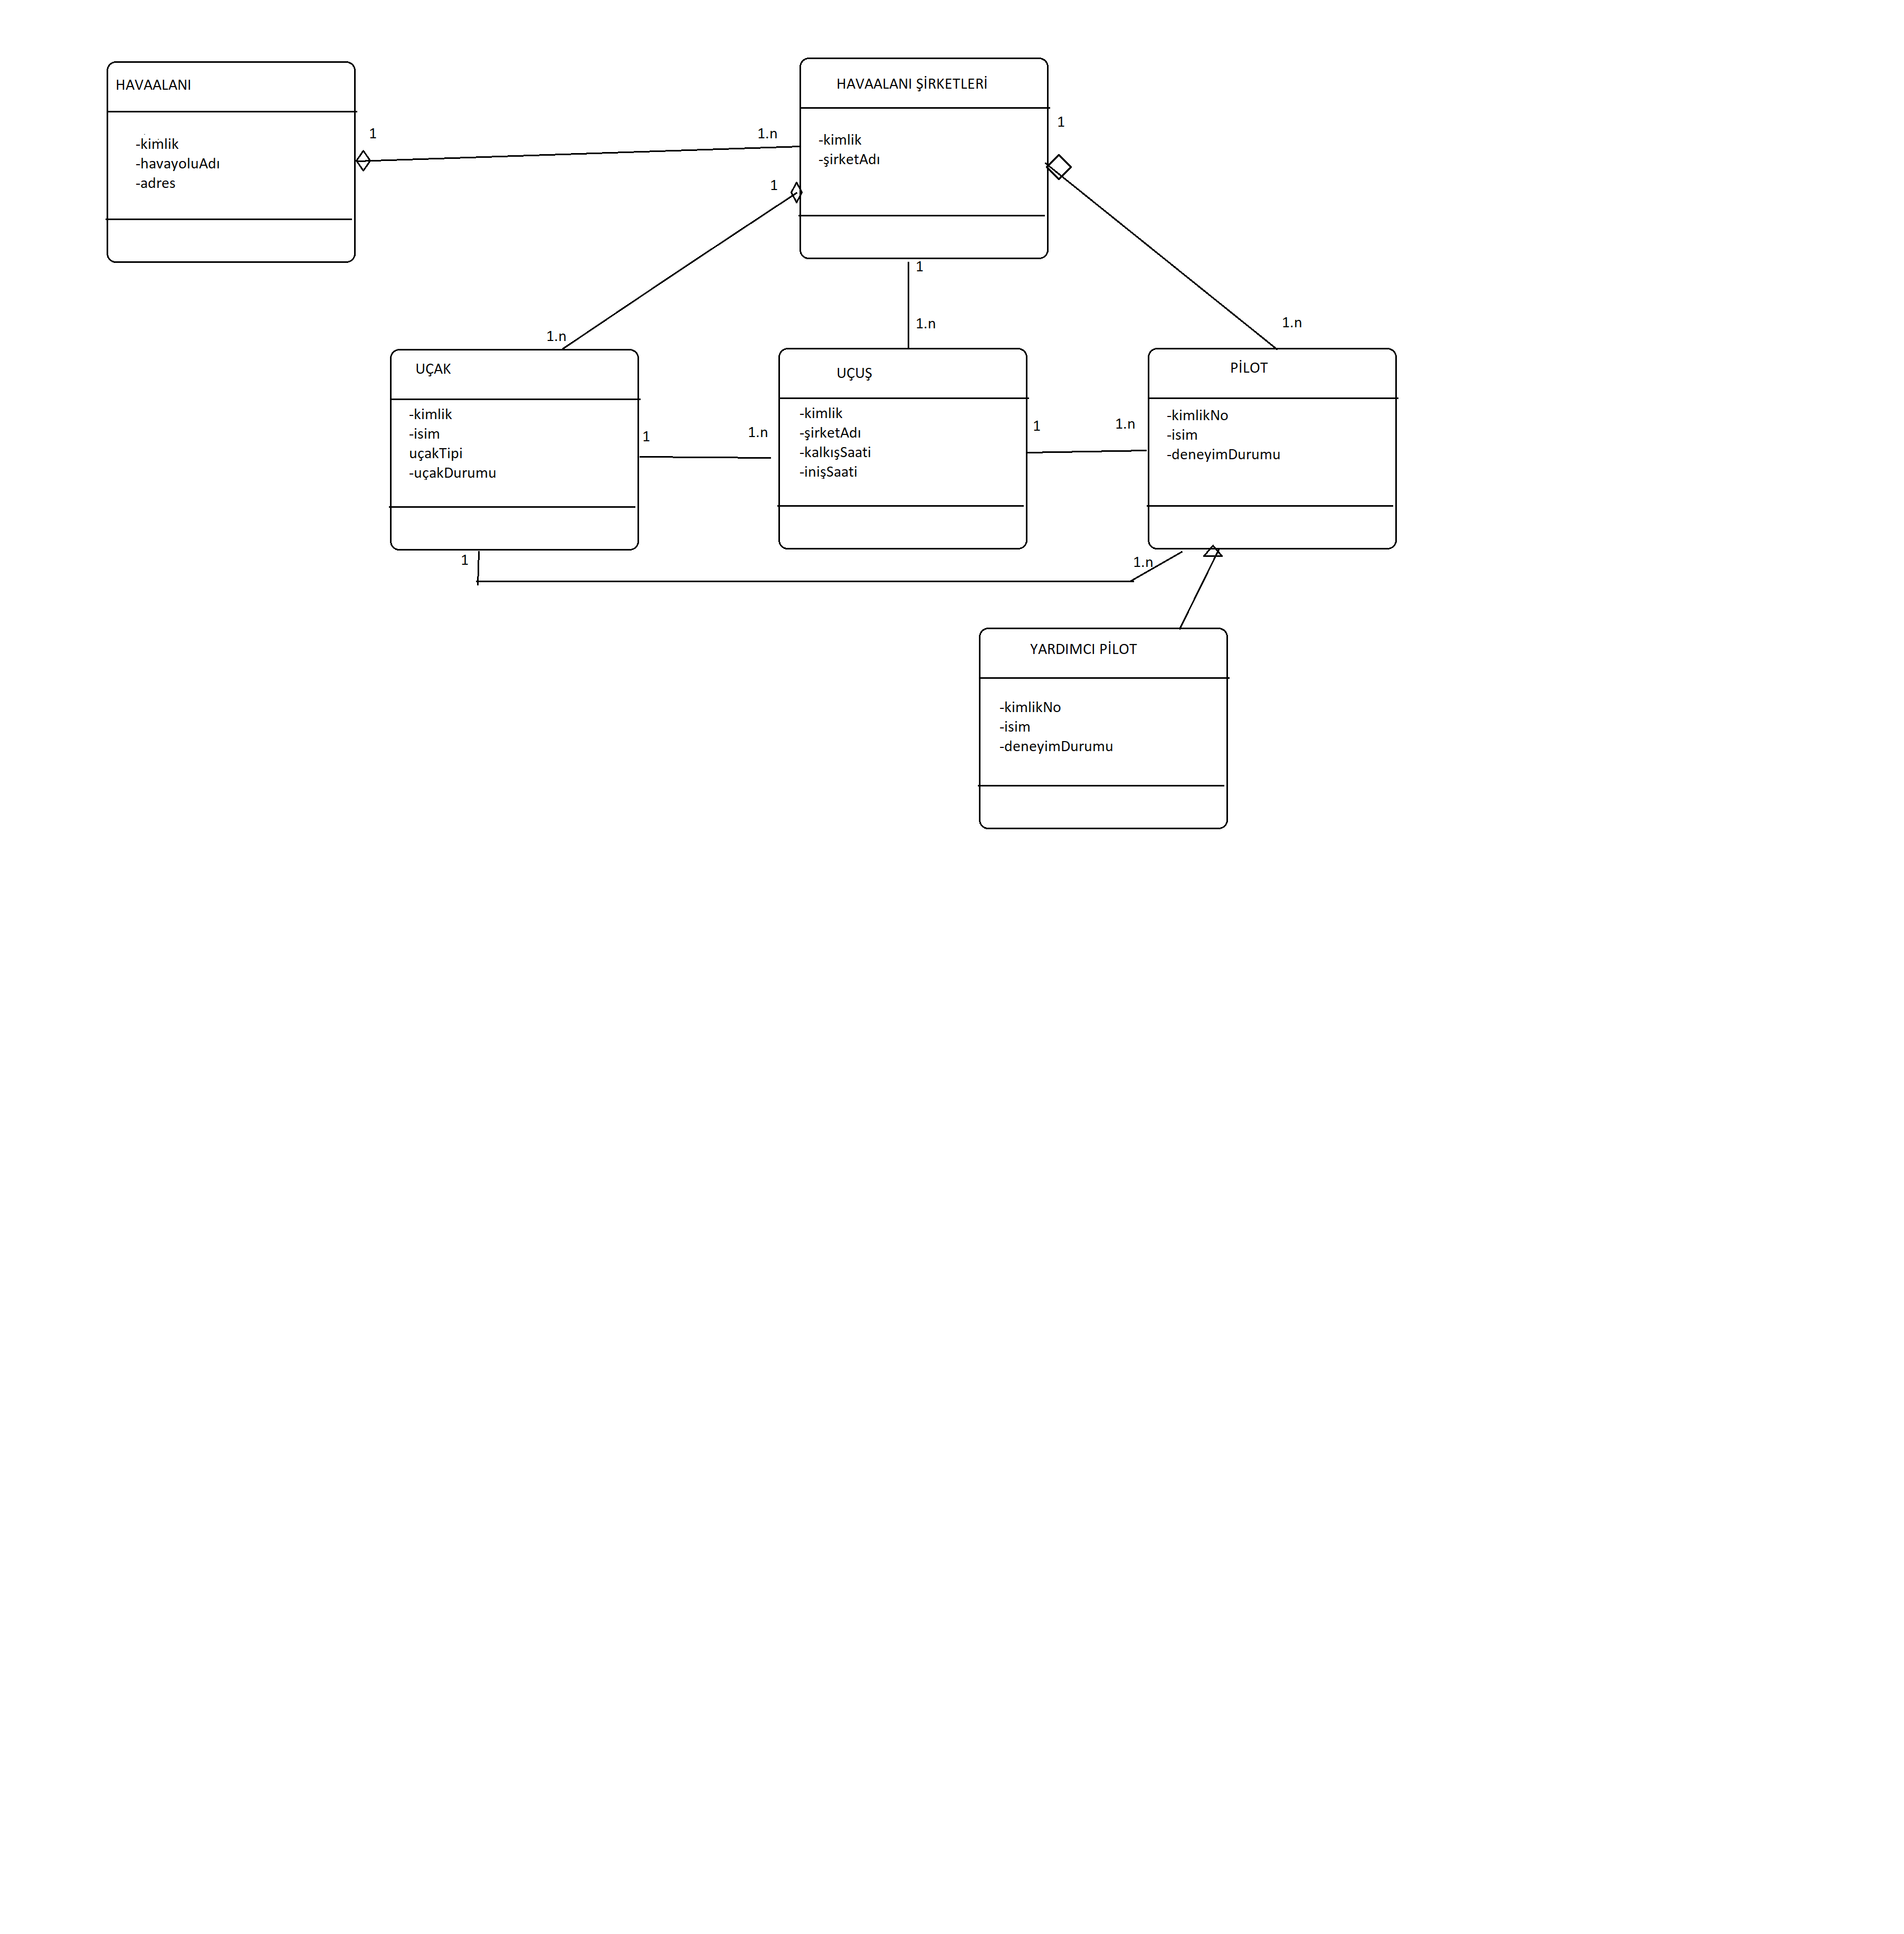 HAVAALANI
-kimlik
-havayoluAdı
-adres
1
1.n
HAVAALANI ŞİRKETLERİ
-kimlik
-şirketAdı
1
1
1
1.n
1.n
1.n
UÇAK
-kimlik
-isim
uçakTipi
-uçakDurumu
1
1.n
UÇUŞ
-kimlik
-şirketAdı
-kalkışSaati
-inişSaati
1
1.n
PİLOT
-kimlikNo
-isim
-deneyimDurumu
1
1.n
YARDIMCI PİLOT
-kimlikNo
-isim
-deneyimDurumu